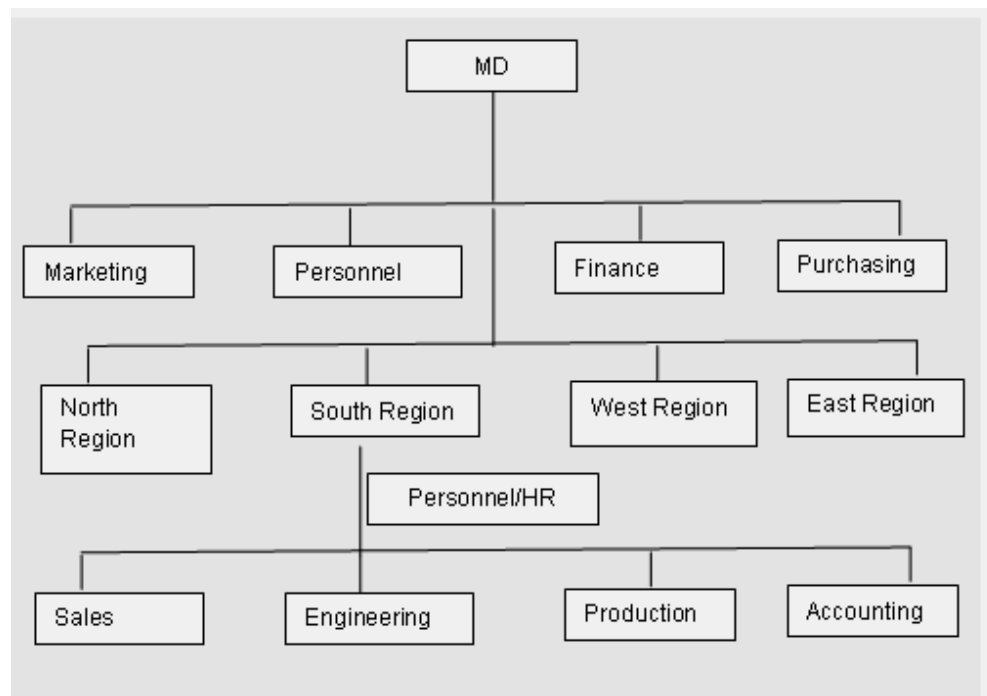 MD
Marketing
Personnel
Finance
Purchasing
North
Region
South Region
West Region
East Region
Personnel/HR
Sales
Engineering
Production
Accounting